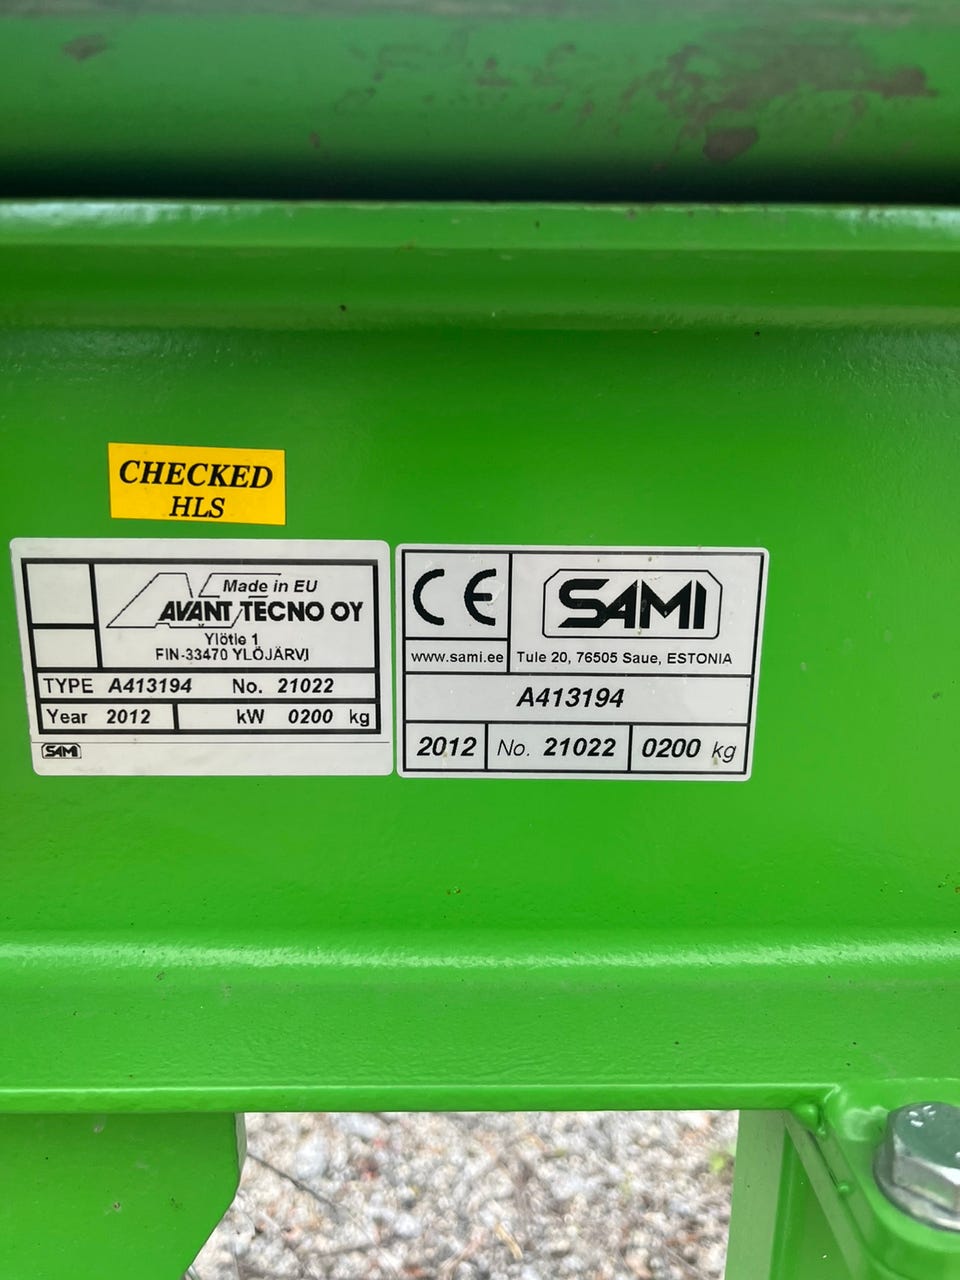 CHECKED
HLS
Made in EU
AVANT TECNO OY
Ylötie 1
FIN-33470 YLÖJÄRVI
TYPE A413194 No. 21022
Year 2012 kW 0200 kg
SAMI
CE SAMI
www.sami.ee Tule 20, 76505 Saue, ESTONIA
A413194
2012 No. 21022 0200 kg